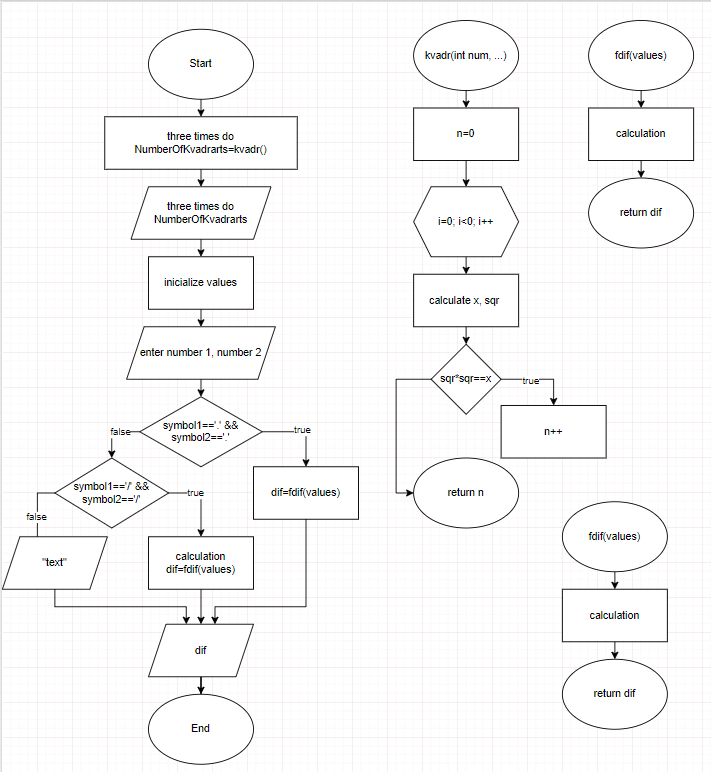 Start
three times do
NumberOfKvadrarts=kvadr()
three times do
NumberOfKvadrarts
inicialize values
enter number 1, number 2
symbol1=='.' &&
symbol2=='.'
false
true
symbol1=='/' &&
symbol2=='/'
false
true
dif=fdif(values)
"text"
calculation
dif=fdif(values)
dif
End
kvadr(int num, ...)
n=0
i=0; i<0; i++
calculate x, sqr
sqr*sqr==x
true
n++
return n
fdif(values)
calculation
return dif
fdif(values)
calculation
return dif